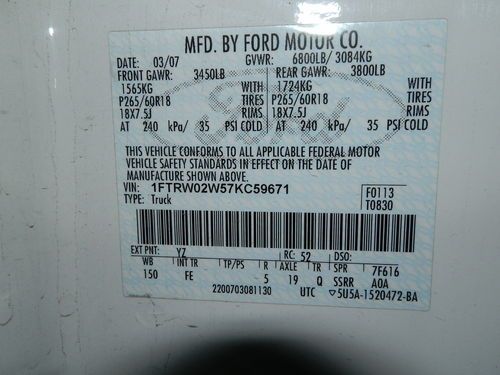 MFD. BY FORD MOTOR CO.
DATE: 03/07 GVWR: 6800LB/ 3084KG
FRONT GAWR: 3450LB REAR GAWR: 3800LB
1565KG WITH 1724KG WITH
P265/60R18 TIRES P265/60R18 TIRES
18X7.5J RIMS 18X7.5J RIMS
AT 240 kPa/ 35 PSI COLD AT 240 kPa/ 35 PSI COLD
THIS VEHICLE CONFORMS TO ALL APPLICABLE FEDERAL MOTOR
VEHICLE SAFETY STANDARDS IN EFFECT ON THE DATE OF
MANUFACTURE SHOWN ABOVE.
VIN: 1FTRW02W57KC59671 F0113
TYPE: Truck T0830
EXT PNT: YZ RC: 52 DSO:
WB INT TR TP/PS R AXLE TR SPR 7F616
150 FE 5 19 Q SSRR A0A
2200703081130 UTC ▽5U5A-1520472-BA
Ford